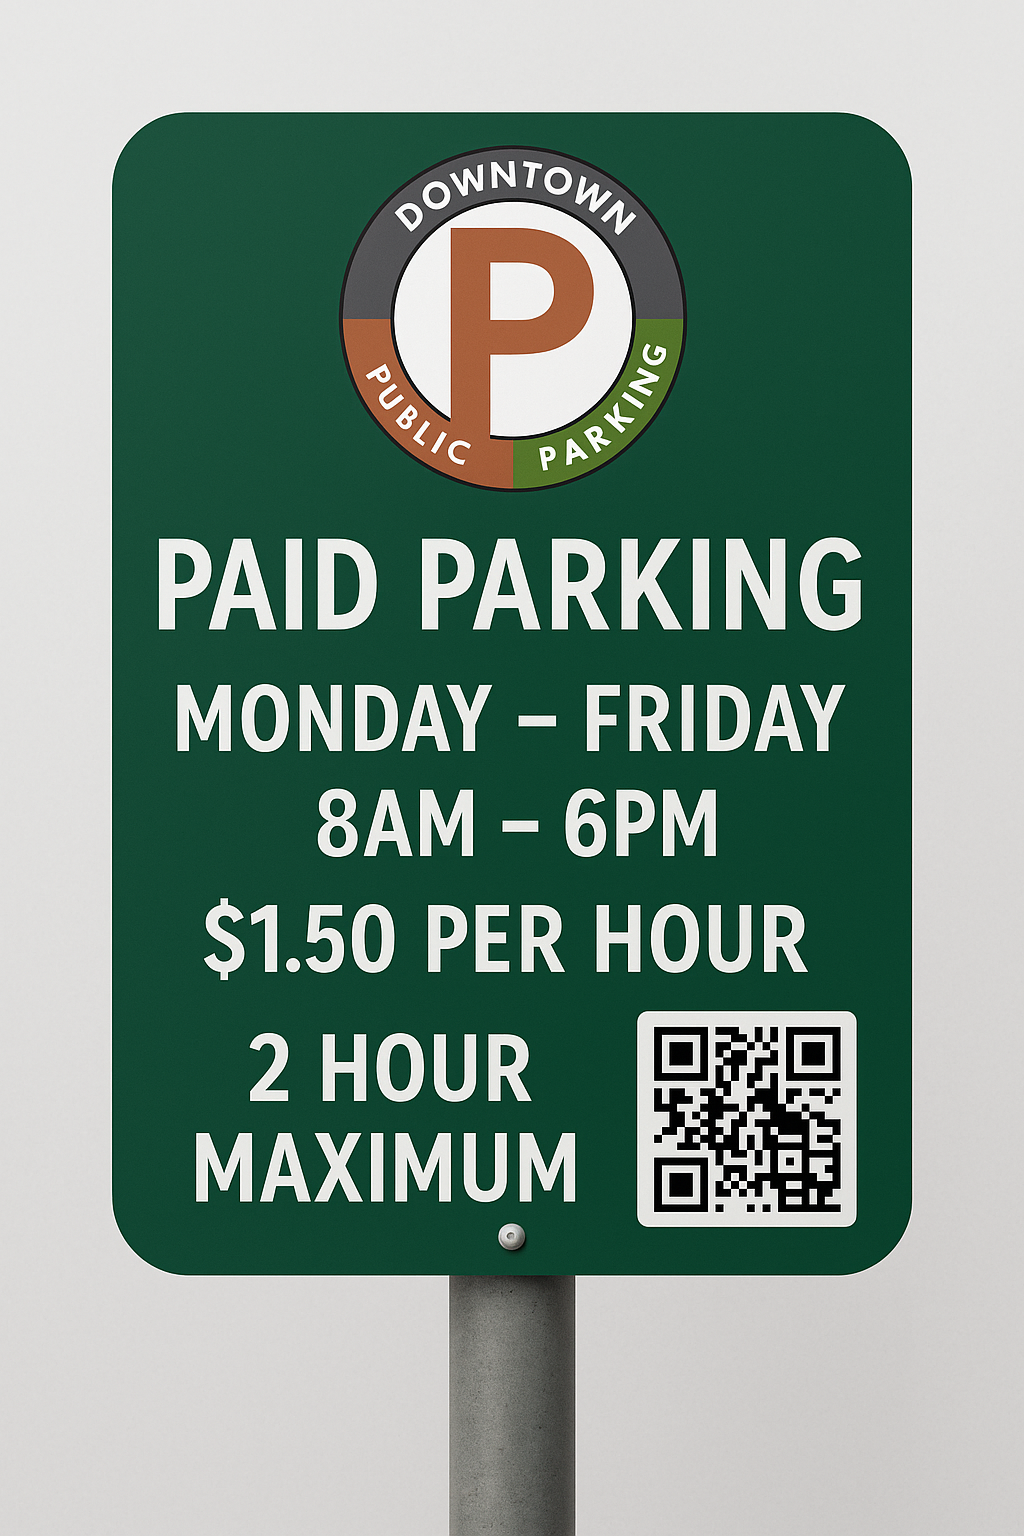 DOWNTOWN
P
PUBLIC PARKING
PAID PARKING
MONDAY – FRIDAY
8AM – 6PM
$1.50 PER HOUR
2 HOUR
MAXIMUM